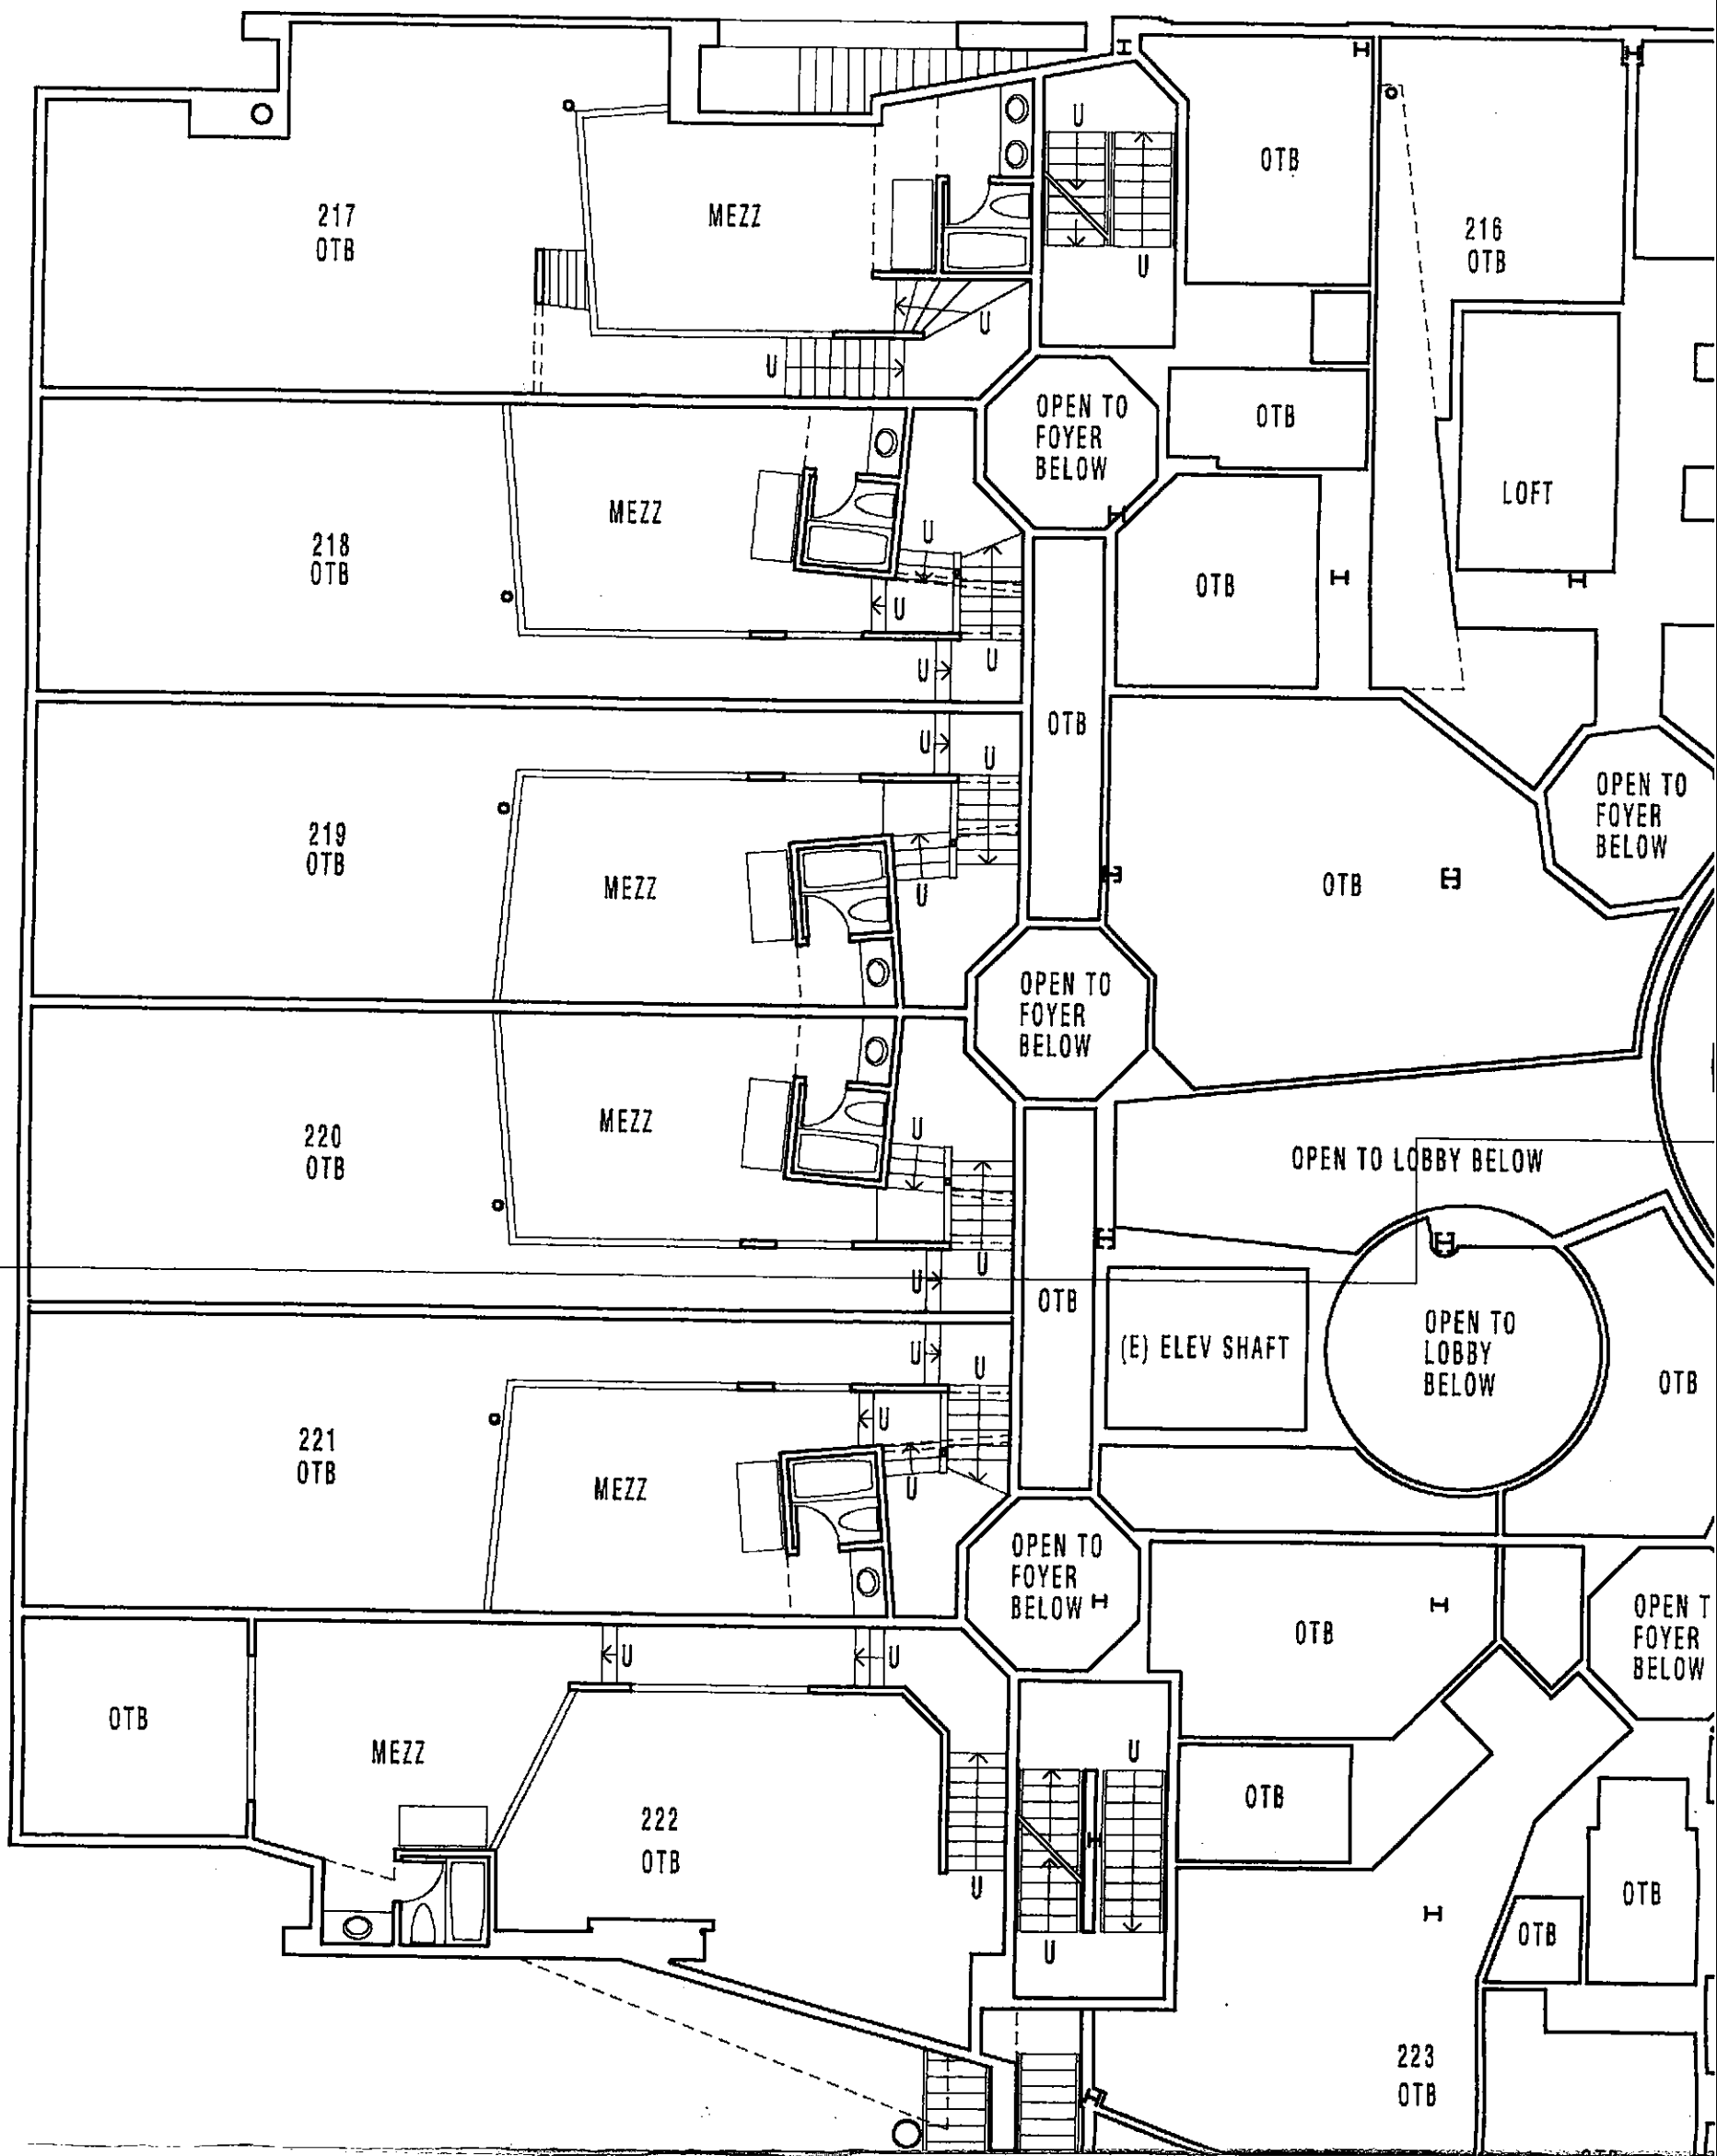 U
OTB
217
OTB
MEZZ
216
OTB
U
U
U
OPEN TO
FOYER
BELOW
OTB
LOFT
218
OTB
MEZZ
U
U
OTB
U
U
OTB
U
U
OPEN TO
FOYER
BELOW
219
OTB
MEZZ
U
OTB
OPEN TO
FOYER
BELOW
220
OTB
MEZZ
U
OPEN TO LOBBY BELOW
U
U
OTB
(E) ELEV SHAFT
OPEN TO
LOBBY
BELOW
OTB
U
U
U
221
OTB
MEZZ
U
OPEN TO
FOYER
BELOW
OTB
OPEN T
FOYER
BELOW
U
U
OTB
MEZZ
U
OTB
222
OTB
U
U
OTB
OTB
223
OTB